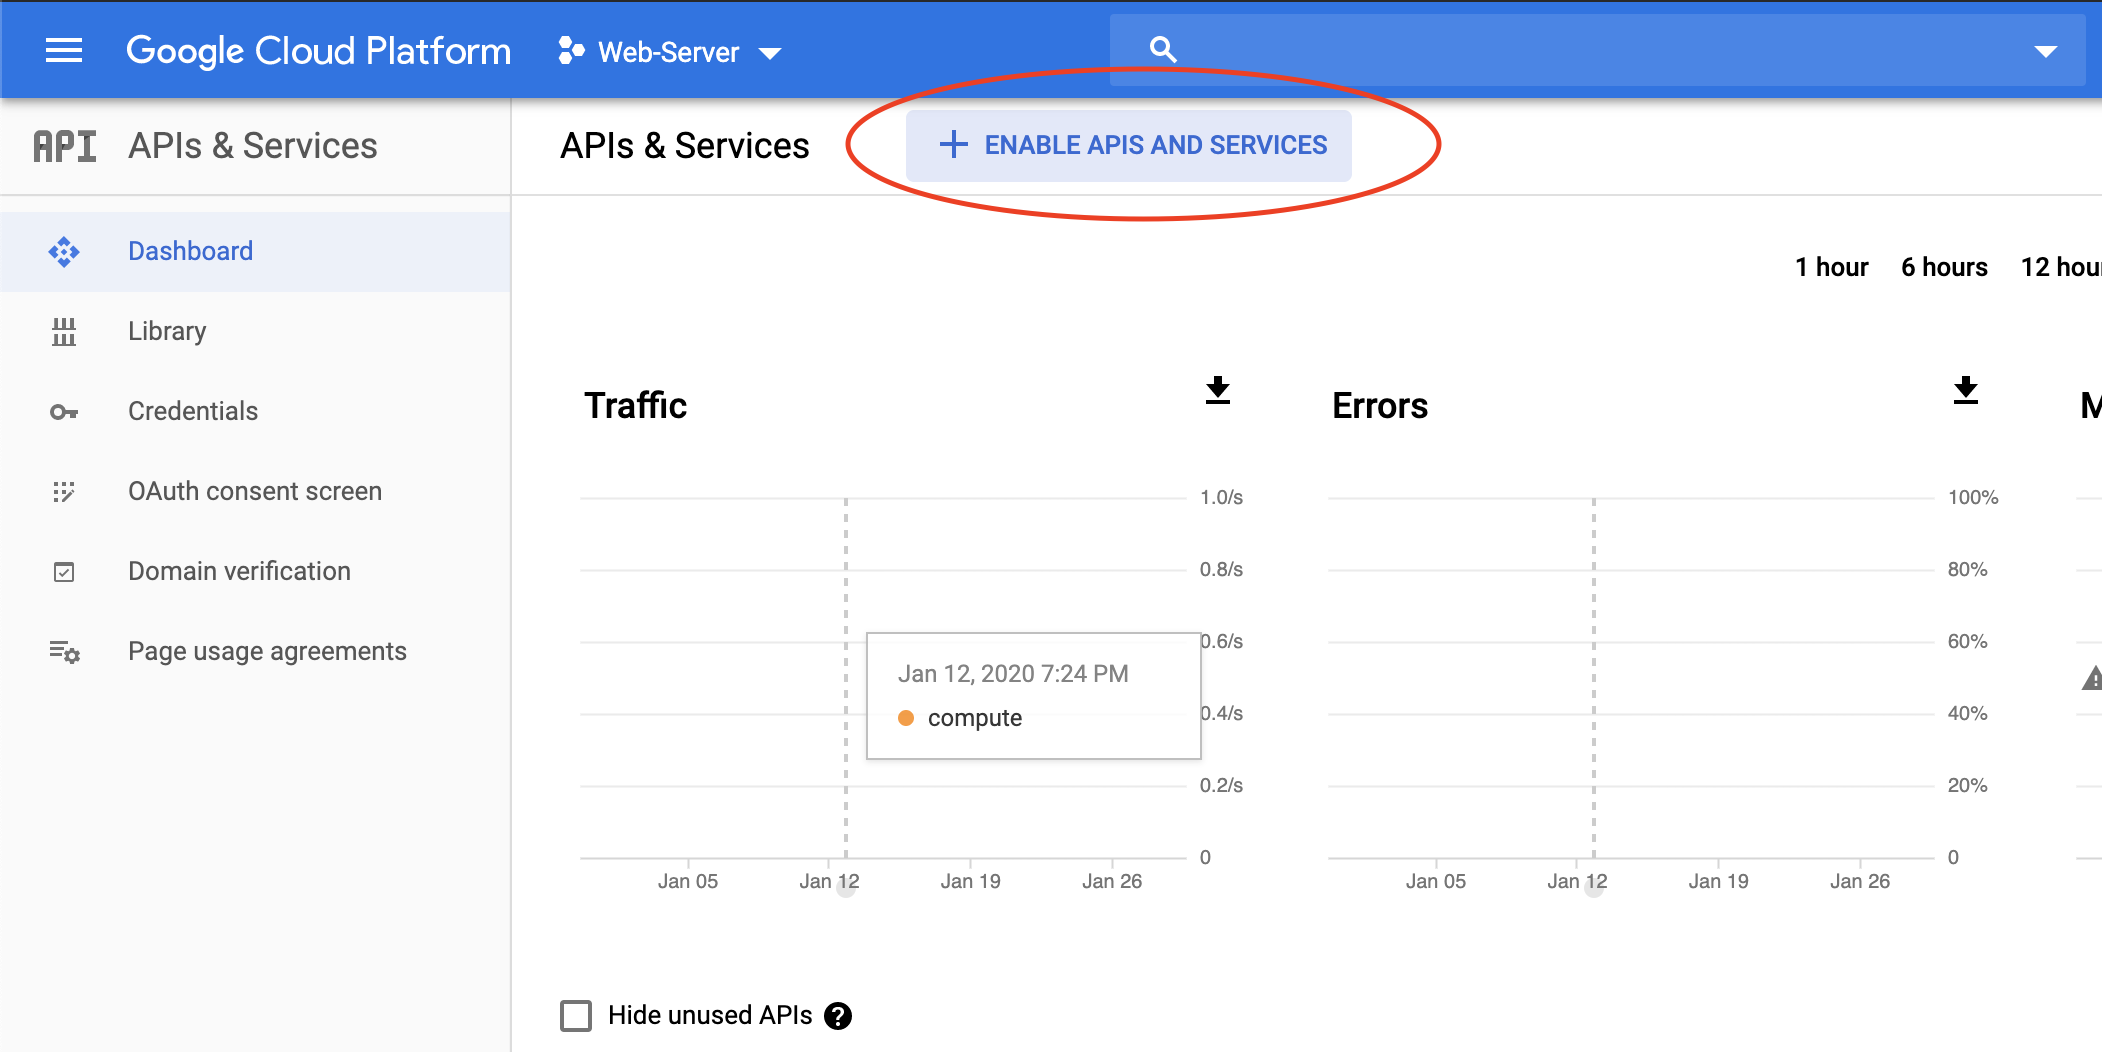 Google Cloud Platform
Web-Server
API APIs & Services
APIs & Services
+ ENABLE APIS AND SERVICES
Dashboard
Library
Credentials
OAuth consent screen
Domain verification
Page usage agreements
1 hour 6 hours 12 hou
Traffic
1.0/s
0.8/s
0.6/s
0.4/s
0.2/s
0
Jan 12, 2020 7:24 PM
compute
Jan 05 Jan 12 Jan 19 Jan 26
Errors
100%
80%
60%
40%
20%
0
Jan 05 Jan 12 Jan 19 Jan 26
M
Hide unused APIs ?